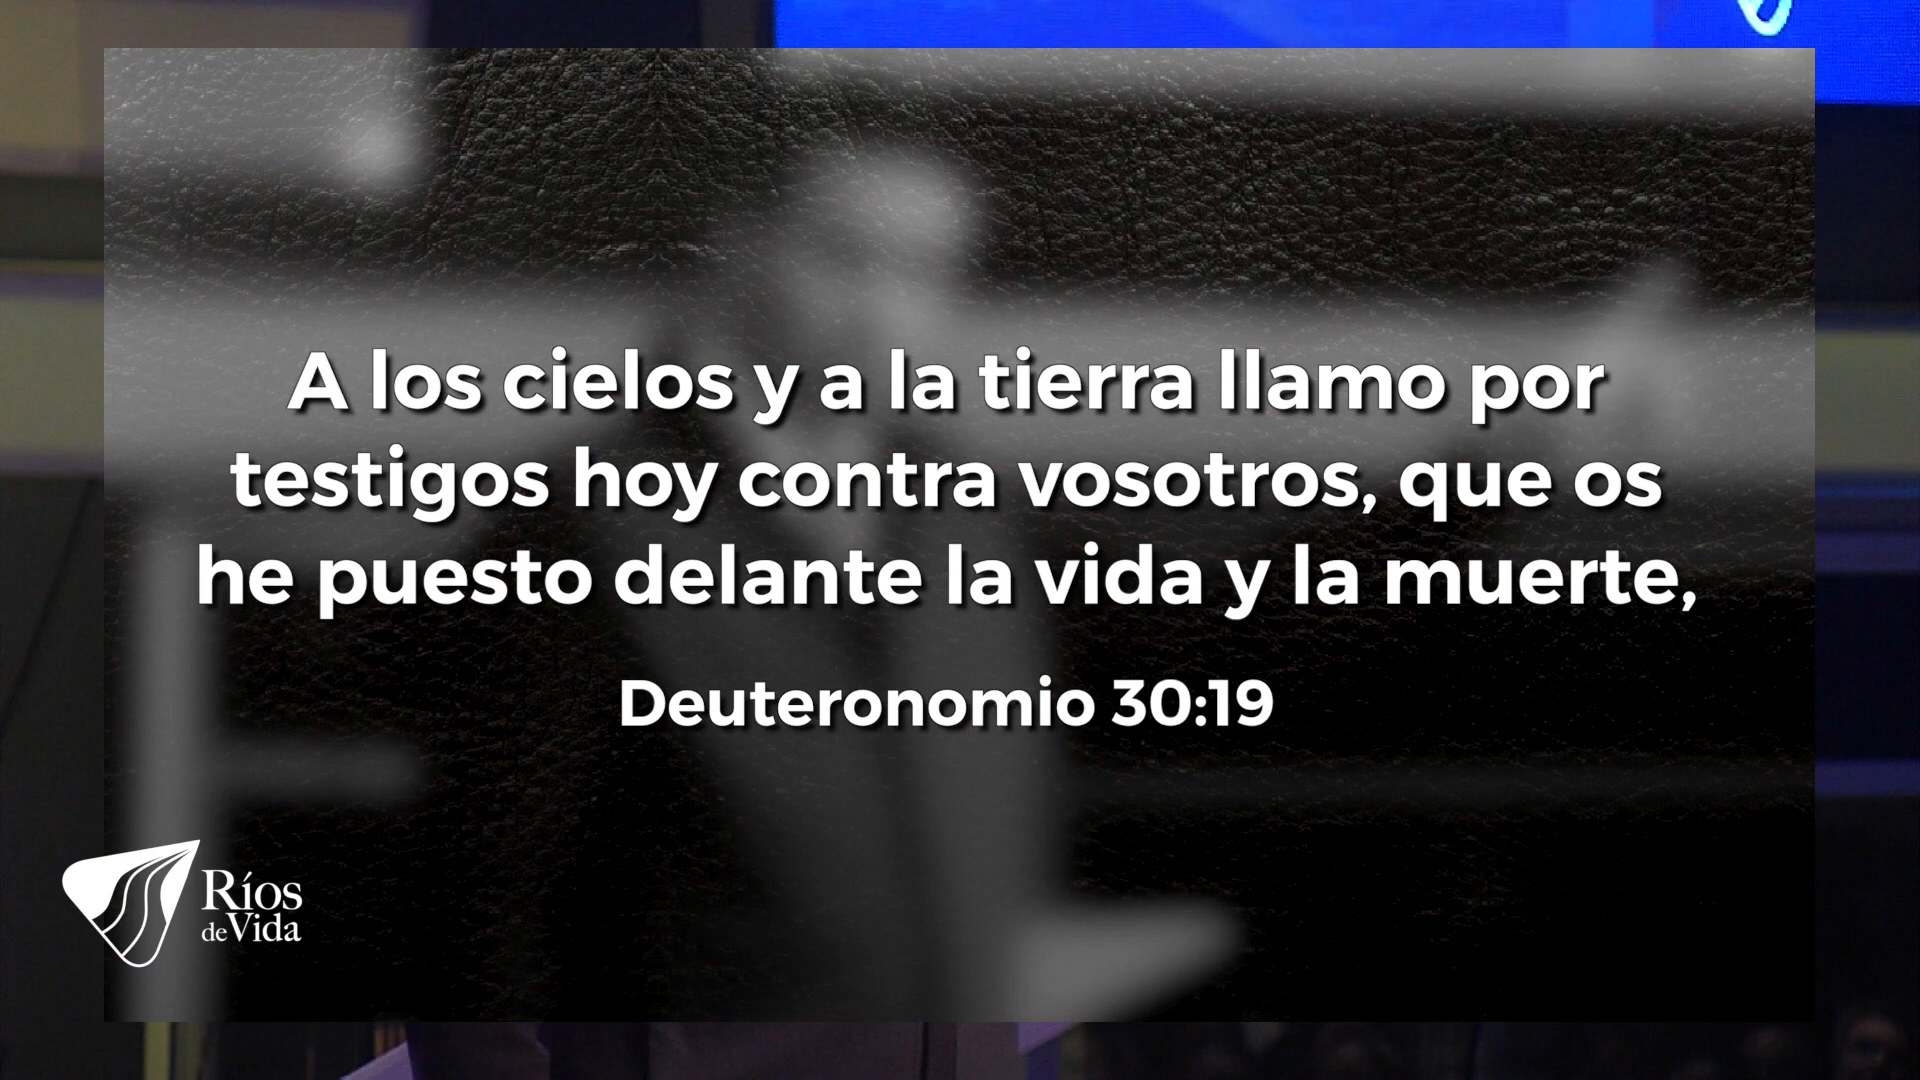 A los cielos y a la tierra llamo por
testigos hoy contra vosotros, que os
he puesto delante la vida y la muerte,
Deuteronomio 30:19
Ríos
de Vida